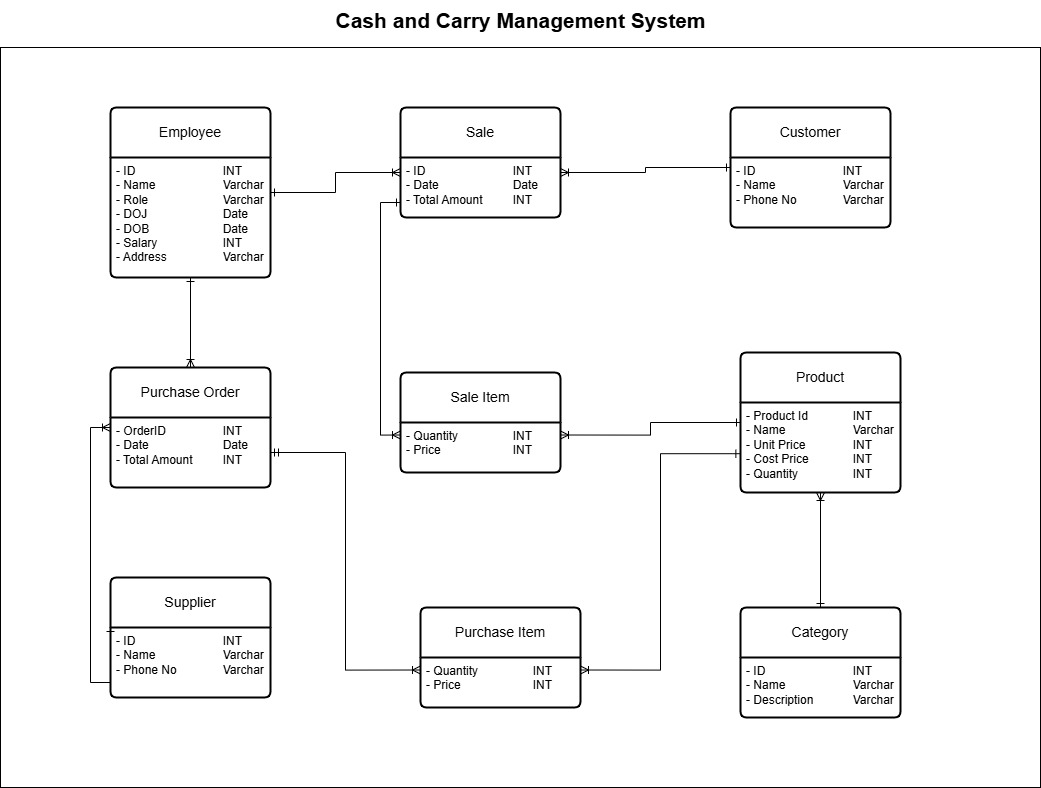 Cash and Carry Management System
Employee
- ID INT
- Name Varchar
- Role Varchar
- DOJ Date
- DOB Date
- Salary INT
- Address Varchar
Sale
- ID INT
- Date Date
- Total Amount INT
Customer
- ID INT
- Name Varchar
- Phone No Varchar
Purchase Order
- OrderID INT
- Date Date
- Total Amount INT
Sale Item
- Quantity INT
- Price INT
Product
- Product Id INT
- Name Varchar
- Unit Price INT
- Cost Price INT
- Quantity INT
Supplier
- ID INT
- Name Varchar
- Phone No Varchar
Purchase Item
- Quantity INT
- Price INT
Category
- ID INT
- Name Varchar
- Description Varchar